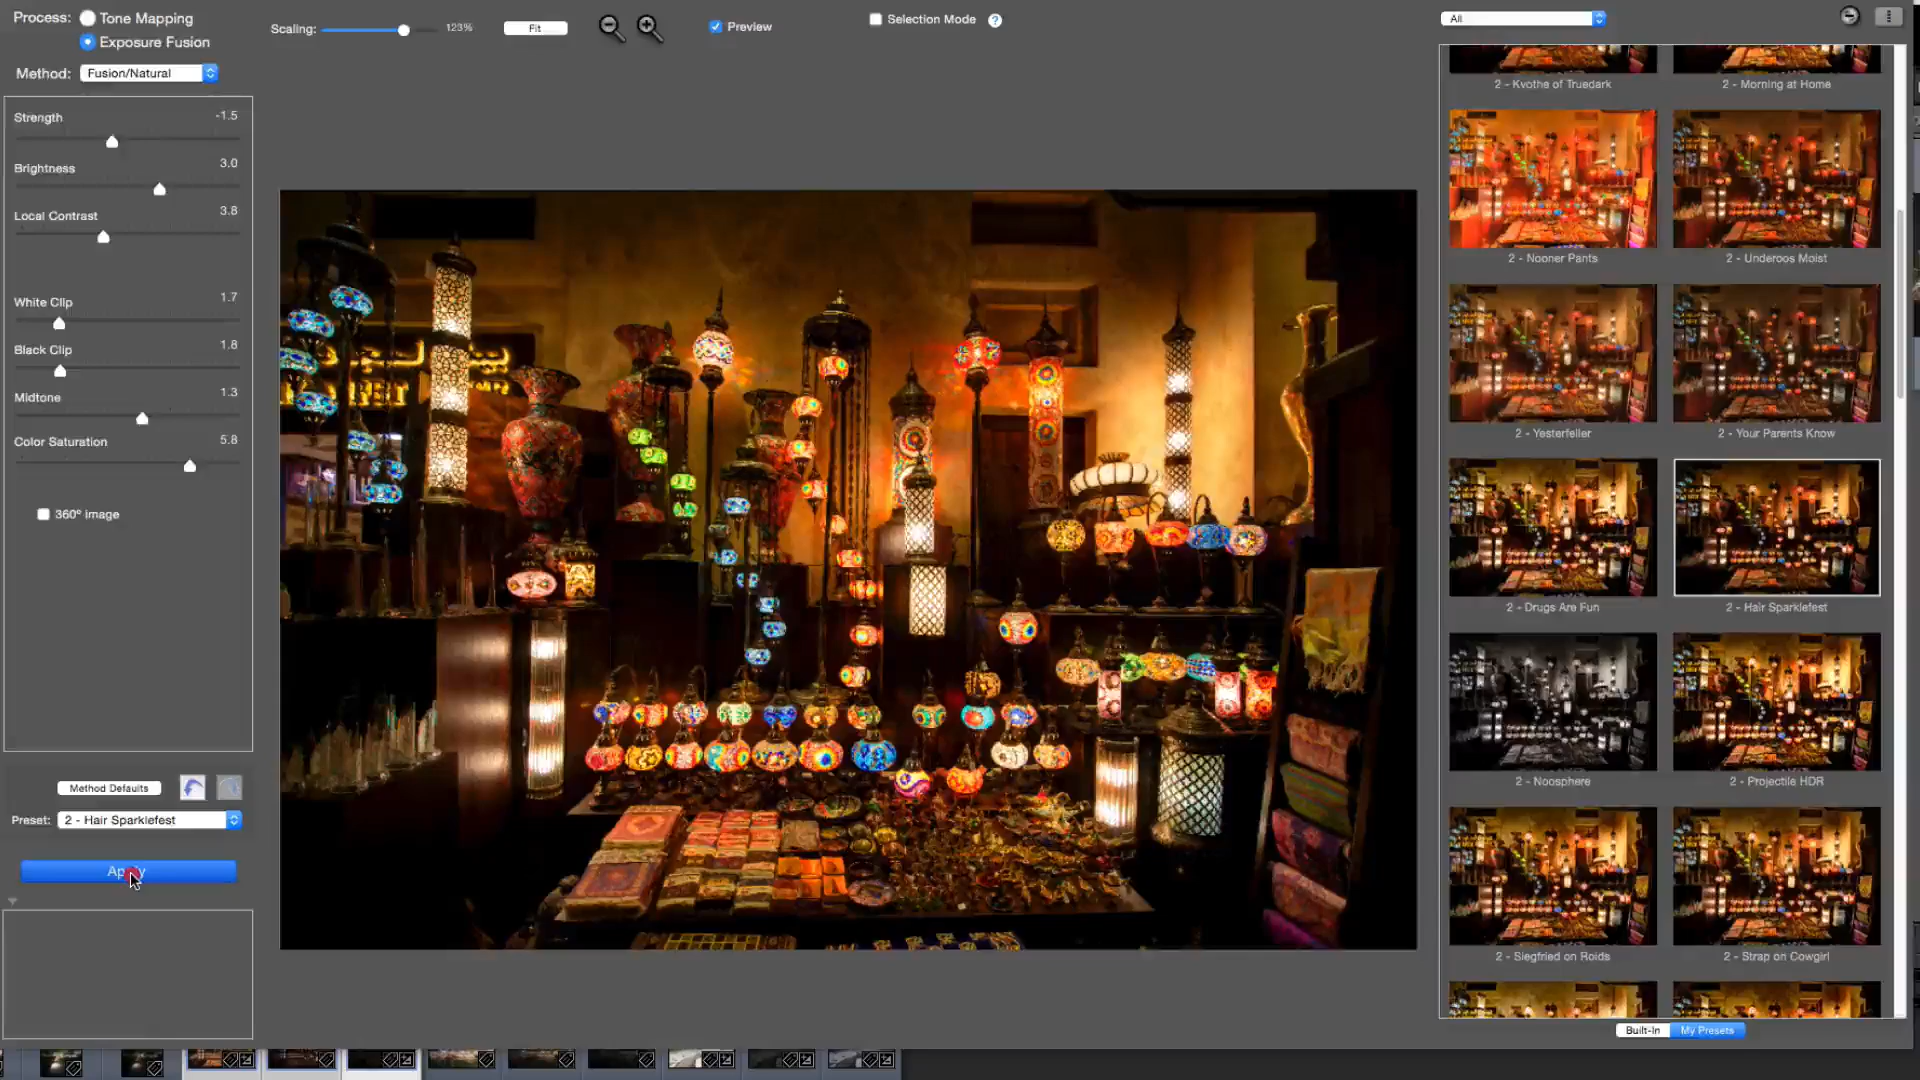 Process: Tone Mapping
Exposure Fusion
Method: Fusion/Natural
Scaling: 123% Fit Preview Selection Mode ?
All
Strength -1.5
Brightness 3.0
Local Contrast 3.8
White Clip 1.7
Black Clip 1.8
Midtone 1.3
Color Saturation 5.8
360º image
Method Defaults
Preset: 2 - Hair Sparklefest
Apply
2 - Kvothe of Truedark 2 - Morning at Home
2 - Nooner Pants 2 - Underoos Moist
2 - Yesterfeller 2 - Your Parents Know
2 - Drugs Are Fun 2 - Hair Sparklefest
2 - Noosphere 2 - Projectile HDR
2 - Siegfried on Roids 2 - Strap on Cowgirl
Built-In My Presets